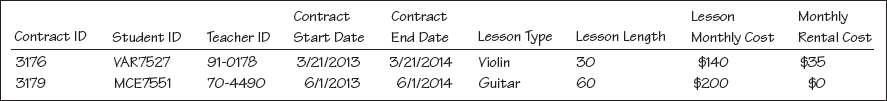 Contract Contract Lesson Monthly
Contract ID Student ID Teacher ID Start Date End Date Lesson Type Lesson Length Monthly Cost Rental Cost
3176 VAR7527 91-0178 3/21/2013 3/21/2014 Violin 30 $140 $35
3179 MCE7551 70-4490 6/1/2013 6/1/2014 Guitar 60 $200 $0